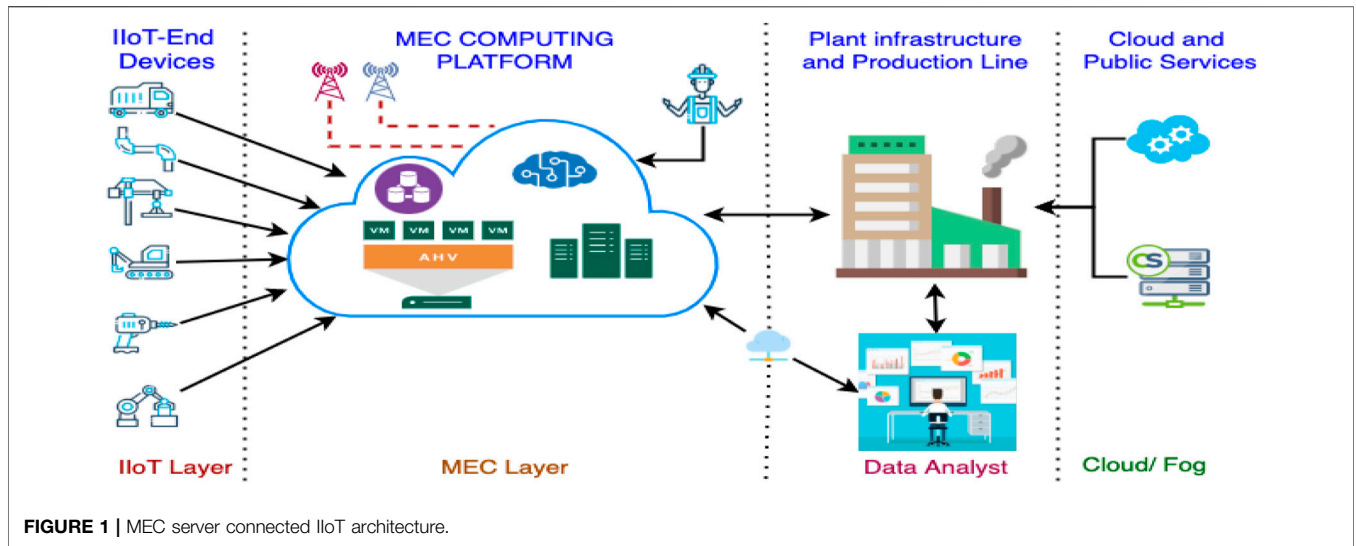 IIoT-End
Devices
MEC COMPUTING
PLATFORM
Plant infrastructure
and Production Line
Cloud and
Public Services
VM VM VM VM
AHV
CS
IIoT Layer
MEC Layer
Data Analyst
Cloud/ Fog
FIGURE 1 | MEC server connected IIoT architecture.